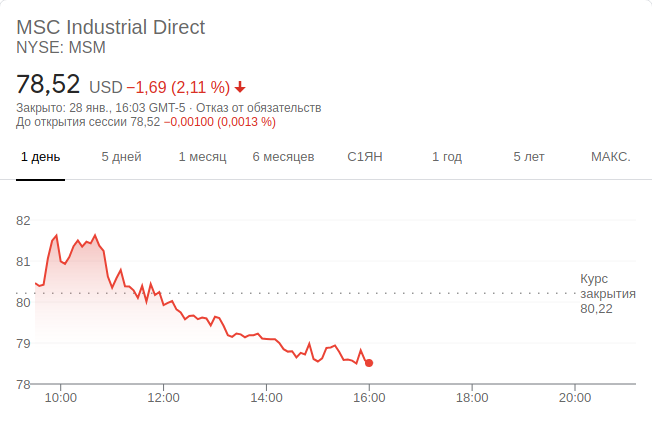 MSC Industrial Direct
NYSE: MSM
78,52 USD −1,69 (2,11 %)
Закрыто: 28 янв., 16:03 GMT-5 · Отказ от обязательств
До открытия сессии 78,52 −0,00100 (0,0013 %)
1 день 5 дней 1 месяц 6 месяцев С1ЯН 1 год 5 лет МАКС.
82
81
80
79
78
Курс
закрытия
80,22
10:00 12:00 14:00 16:00 18:00 20:00